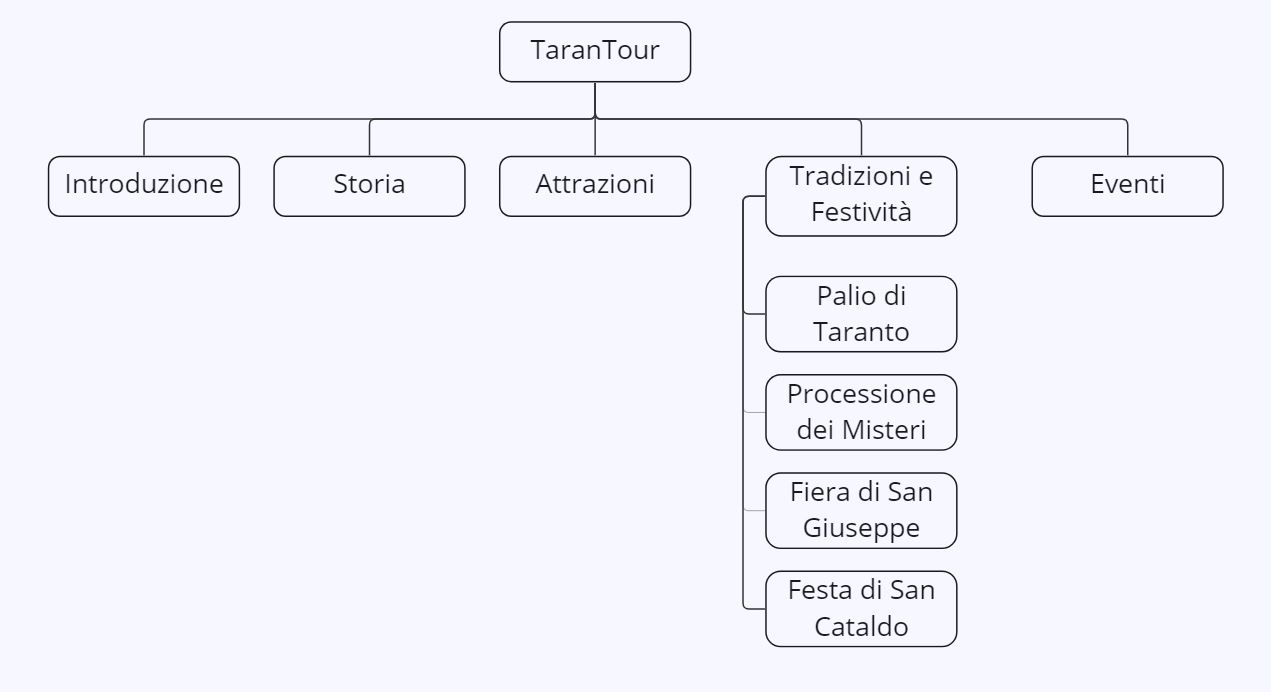 TaranTour
Introduzione
Storia
Attrazioni
Tradizioni e
Festività
Eventi
Palio di
Taranto
Processione
dei Misteri
Fiera di San
Giuseppe
Festa di San
Cataldo